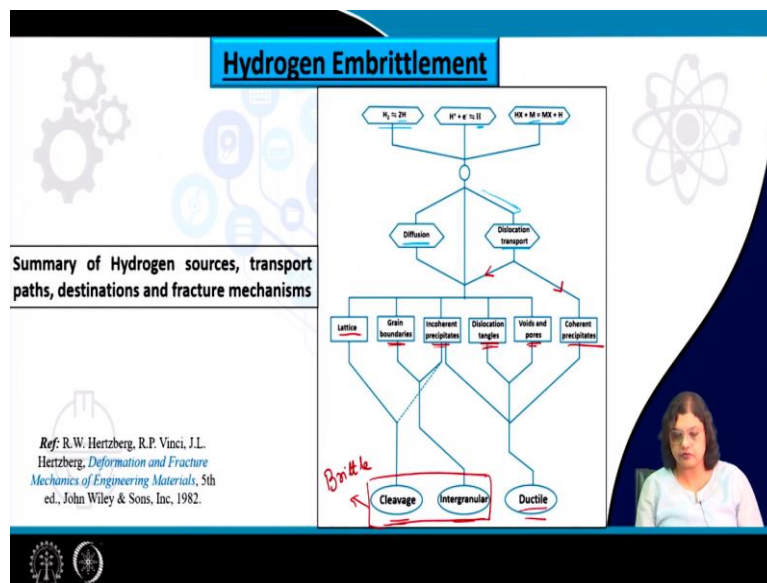 Hydrogen Embrittlement
H₂ ⇋ 2H
H⁺ + e⁻ ⇋ H
HX + M = MX + H
Diffusion
Dislocation
transport
Summary of Hydrogen sources, transport
paths, destinations and fracture mechanisms
Lattice
Grain
boundaries
Incoherent
precipitates
Dislocation
tangles
Voids and
pores
Coherent
precipitates
Ref: R.W. Hertzberg, R.P. Vinci, J.L.
Hertzberg, Deformation and Fracture
Mechanics of Engineering Materials, 5th
ed., John Wiley & Sons, Inc, 1982.
Brittle
Cleavage
Intergranular
Ductile